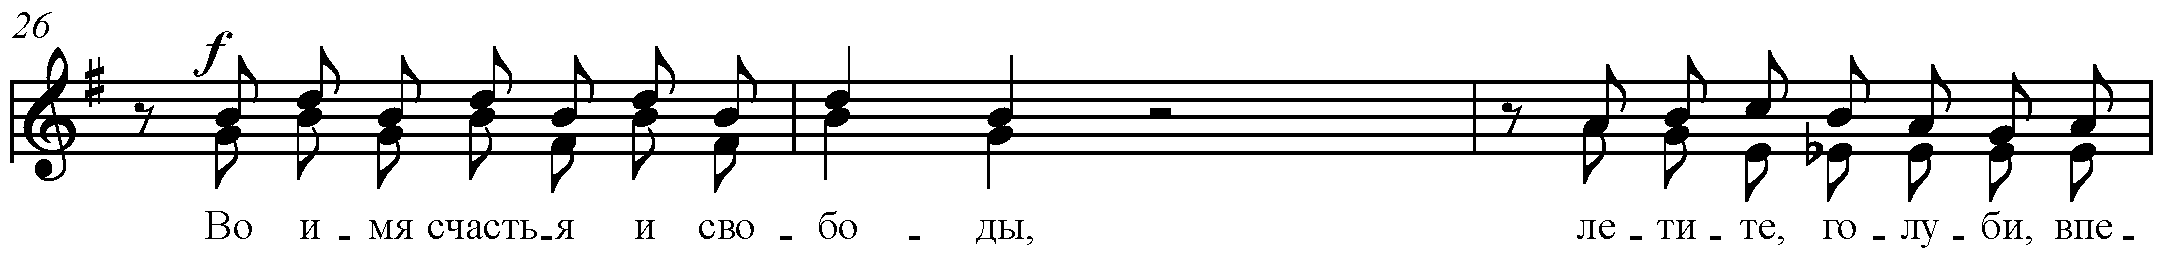 26
f
Во и - мя счасть - я и сво - бо - ды, ле - ти - те, го - лу - би, впе -